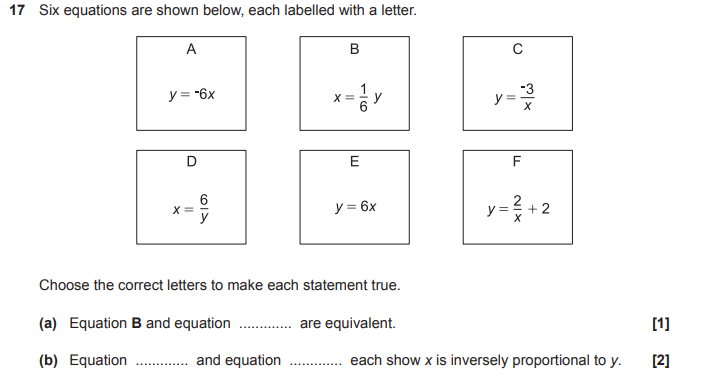 17 Six equations are shown below, each labelled with a letter.
A
y = ⁻6x
B
x = 1/6 y
C
y = ⁻3/x
D
x = 6/y
E
y = 6x
F
y = 2/x + 2
Choose the correct letters to make each statement true.
(a) Equation B and equation ............. are equivalent. [1]
(b) Equation ............. and equation ............. each show x is inversely proportional to y. [2]